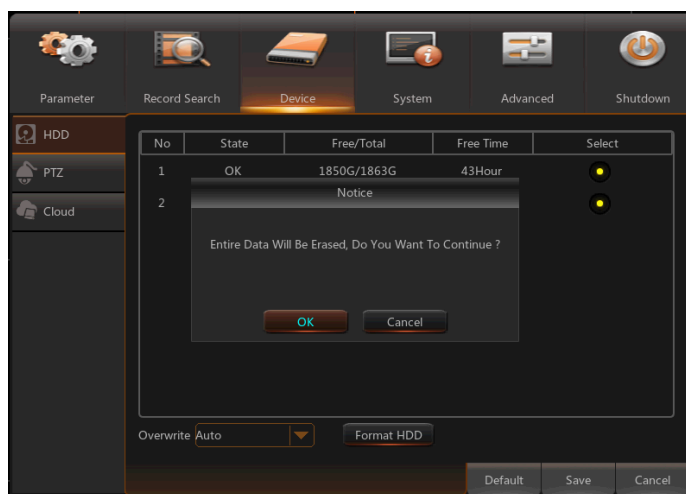 Parameter Record Search Device System Advanced Shutdown
HDD
PTZ
Cloud
No State Free/Total Free Time Select
1 OK 1850G/1863G 43Hour
2
Notice
Entire Data Will Be Erased, Do You Want To Continue ?
OK Cancel
Overwrite Auto Format HDD
Default Save Cancel